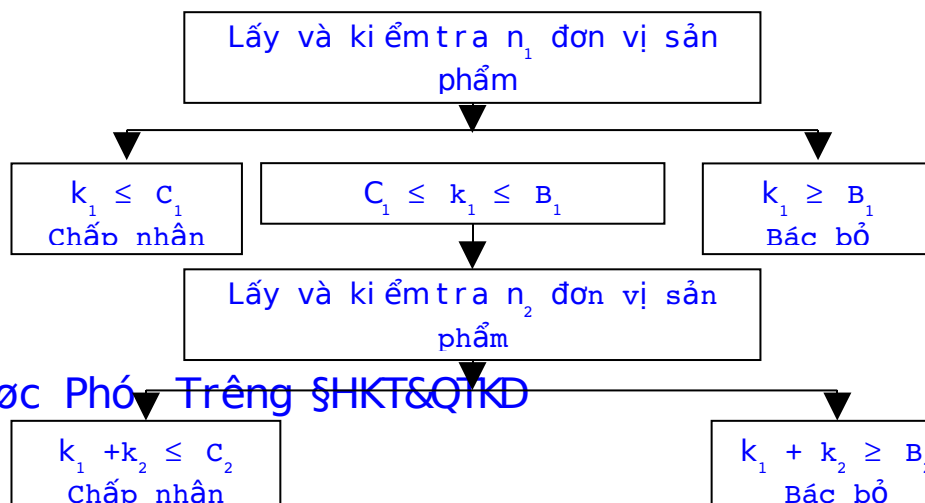 Lấy và kiểm tra n₁ đơn vị sản
phẩm
k₁ ≤ C₁
Chấp nhận
C₁ ≤ k₁ ≤ B₁
k₁ ≥ B₁
Bác bỏ
Lấy và kiểm tra n₂ đơn vị sản
phẩm
Phó Trêng §HKT&QTKD
k₁ +k₂ ≤ C₂
Chấp nhận
k₁ + k₂ ≥ B₂
Bác bỏ